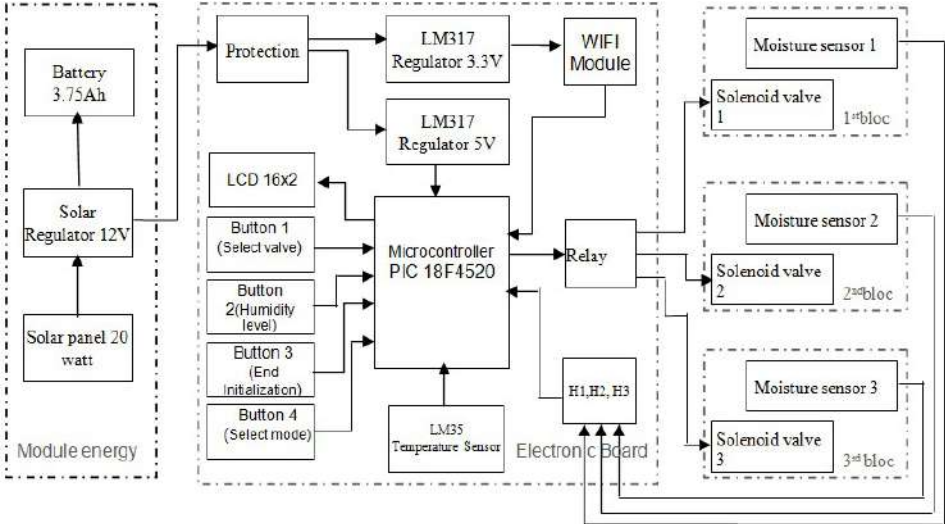 Battery
3.75Ah
Solar
Regulator 12V
Solar panel 20
watt
Module energy
Protection
LM317
Regulator 3.3V
WIFI
Module
LM317
Regulator 5V
LCD 16x2
Button 1
(Select valve)
Button
2(Humidity
level)
Button 3
(End
Initialization)
Button 4
(Select mode)
Microcontroller
PIC 18F4520
Relay
H1,H2, H3
LM35
Temperature Sensor
Electronic Board
Moisture sensor 1
Solenoid valve
1
1st bloc
Moisture sensor 2
Solenoid valve
2
2nd bloc
Moisture sensor 3
Solenoid valve
3
3rd bloc